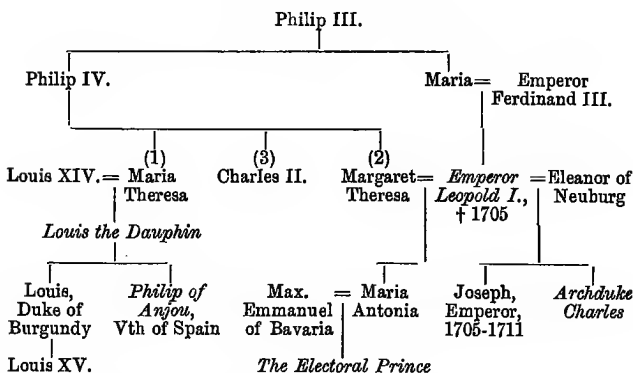 Philip III.
Philip IV. Maria= Emperor
Ferdinand III.
(1) (3) (2)
Louis XIV.= Maria Charles II. Margaret= Emperor =Eleanor of
Theresa Theresa Leopold I., Neuburg
† 1705
Louis the Dauphin
Louis, Philip of Max. = Maria Joseph, Archduke
Duke of Anjou, Emmanuel Antonia Emperor, Charles
Burgundy Vth of Spain of Bavaria 1705-1711
Louis XV. The Electoral Prince